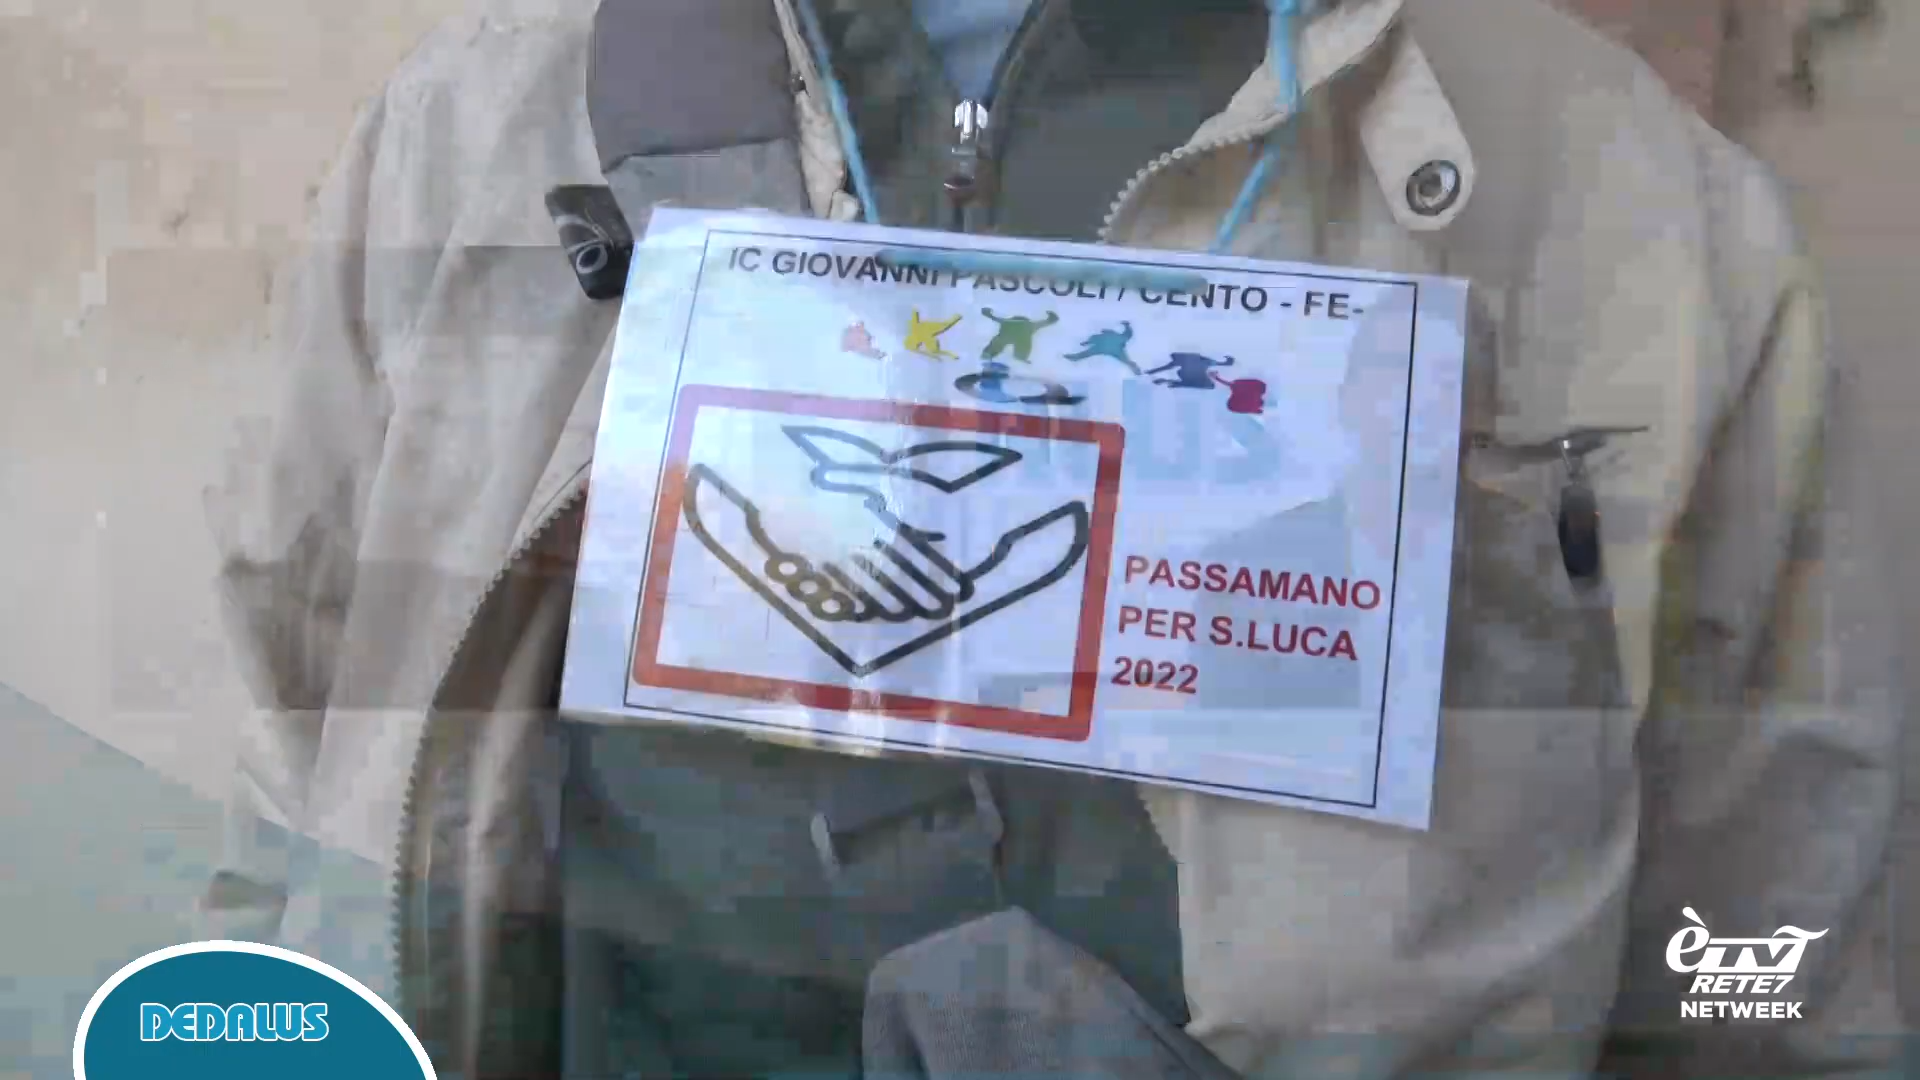 IC GIOVANNI PASCOLI / CENTO - FE-
PASSAMANO
PER S.LUCA
2022
DEDALUS
èTV
RETE7
NETWEEK